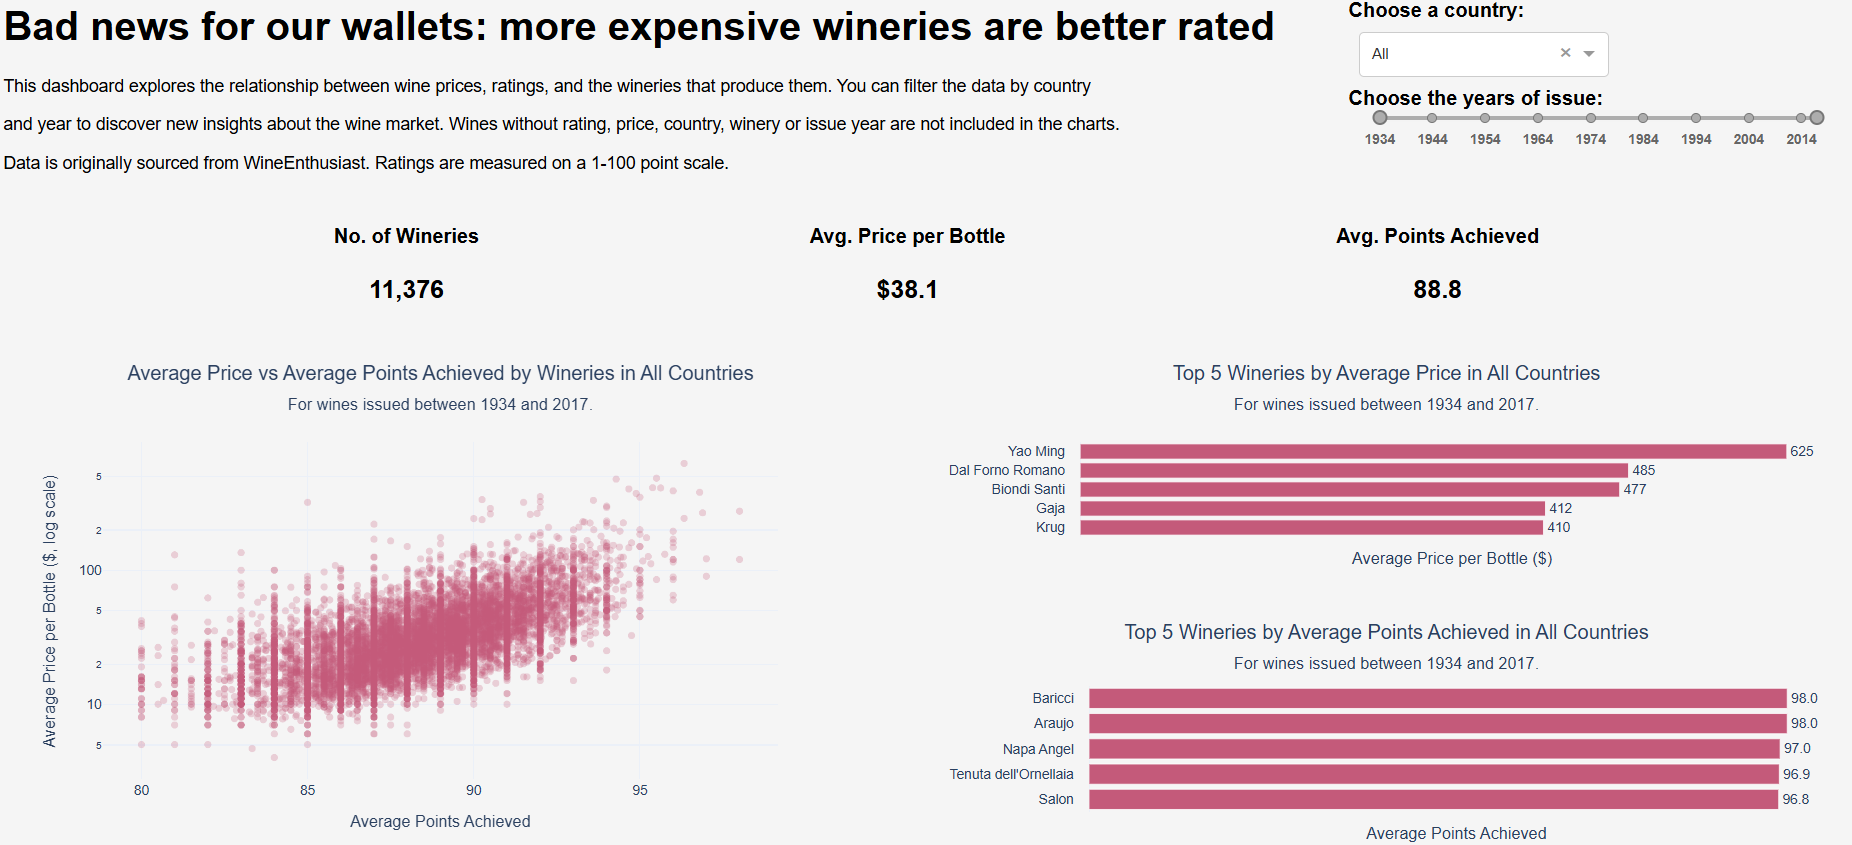 Bad news for our wallets: more expensive wineries are better rated
This dashboard explores the relationship between wine prices, ratings, and the wineries that produce them. You can filter the data by country
and year to discover new insights about the wine market. Wines without rating, price, country, winery or issue year are not included in the charts.
Data is originally sourced from WineEnthusiast. Ratings are measured on a 1-100 point scale.
Choose a country:
All
Choose the years of issue:
1934 1944 1954 1964 1974 1984 1994 2004 2014
No. of Wineries
11,376
Avg. Price per Bottle
$38.1
Avg. Points Achieved
88.8
Average Price vs Average Points Achieved by Wineries in All Countries
For wines issued between 1934 and 2017.
Average Price per Bottle ($, log scale)
5
2
100
5
2
10
5
80 85 90 95
Average Points Achieved
Top 5 Wineries by Average Price in All Countries
For wines issued between 1934 and 2017.
Yao Ming 625
Dal Forno Romano 485
Biondi Santi 477
Gaja 412
Krug 410
Average Price per Bottle ($)
Top 5 Wineries by Average Points Achieved in All Countries
For wines issued between 1934 and 2017.
Baricci 98.0
Araujo 98.0
Napa Angel 97.0
Tenuta dell'Ornellaia 96.9
Salon 96.8
Average Points Achieved